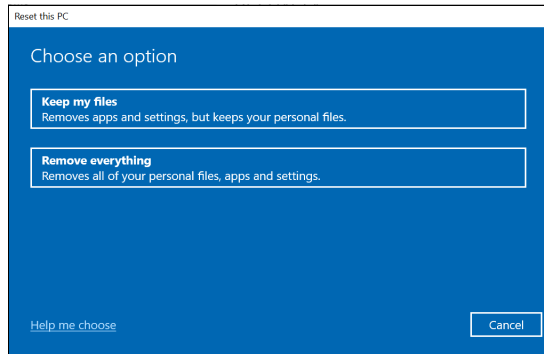 Reset this PC
Choose an option
Keep my files
Removes apps and settings, but keeps your personal files.
Remove everything
Removes all of your personal files, apps and settings.
Help me choose
Cancel